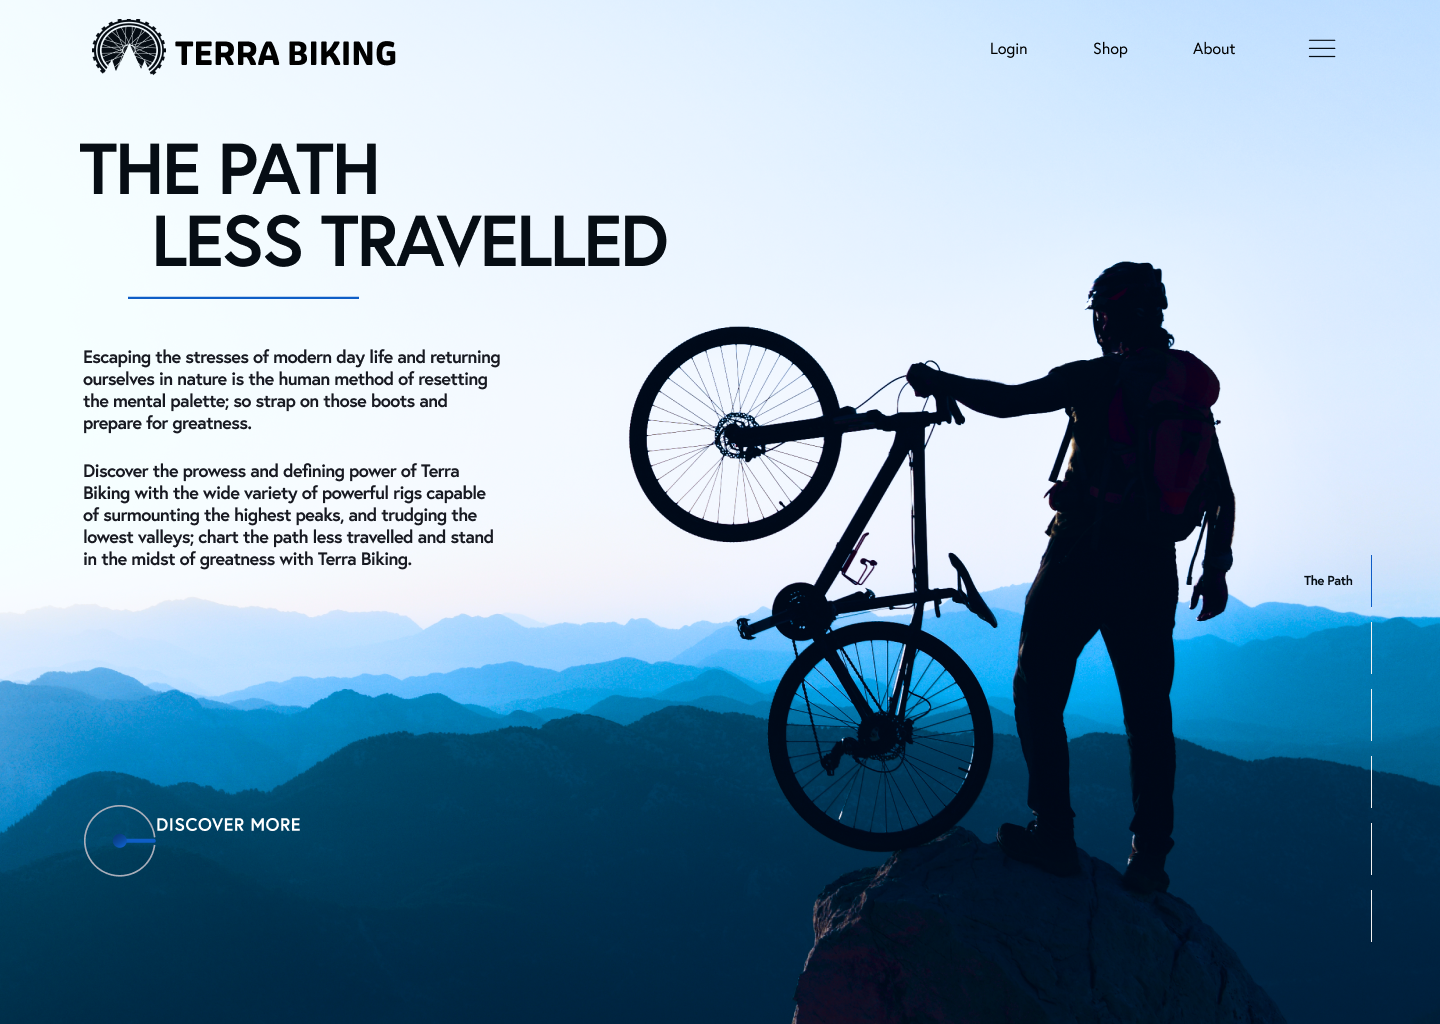 TERRA BIKING
Login
Shop
About
THE PATH
LESS TRAVELLED
Escaping the stresses of modern day life and returning
ourselves in nature is the human method of resetting
the mental palette; so strap on those boots and
prepare for greatness.
Discover the prowess and defining power of Terra
Biking with the wide variety of powerful rigs capable
of surmounting the highest peaks, and trudging the
lowest valleys; chart the path less travelled and stand
in the midst of greatness with Terra Biking.
The Path
DISCOVER MORE